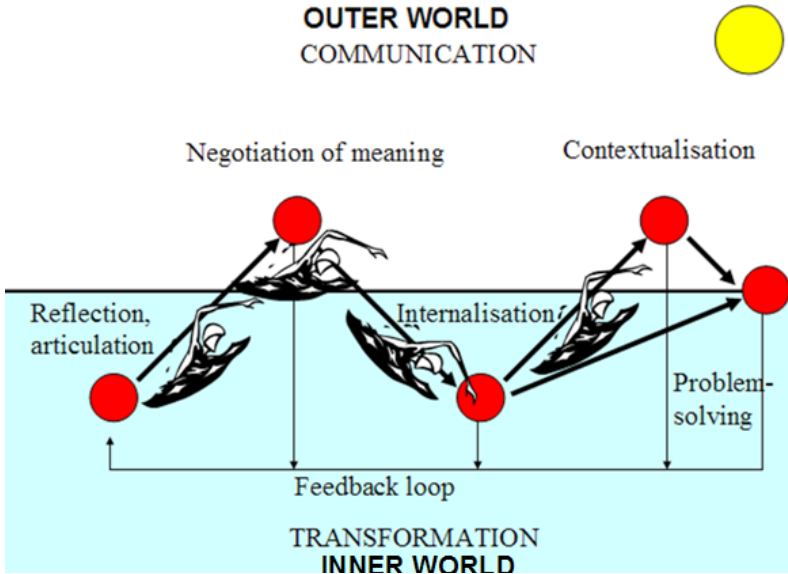 OUTER WORLD
COMMUNICATION
Negotiation of meaning
Contextualisation
Reflection,
articulation
Internalisation
Problem-
solving
Feedback loop
TRANSFORMATION
INNER WORLD